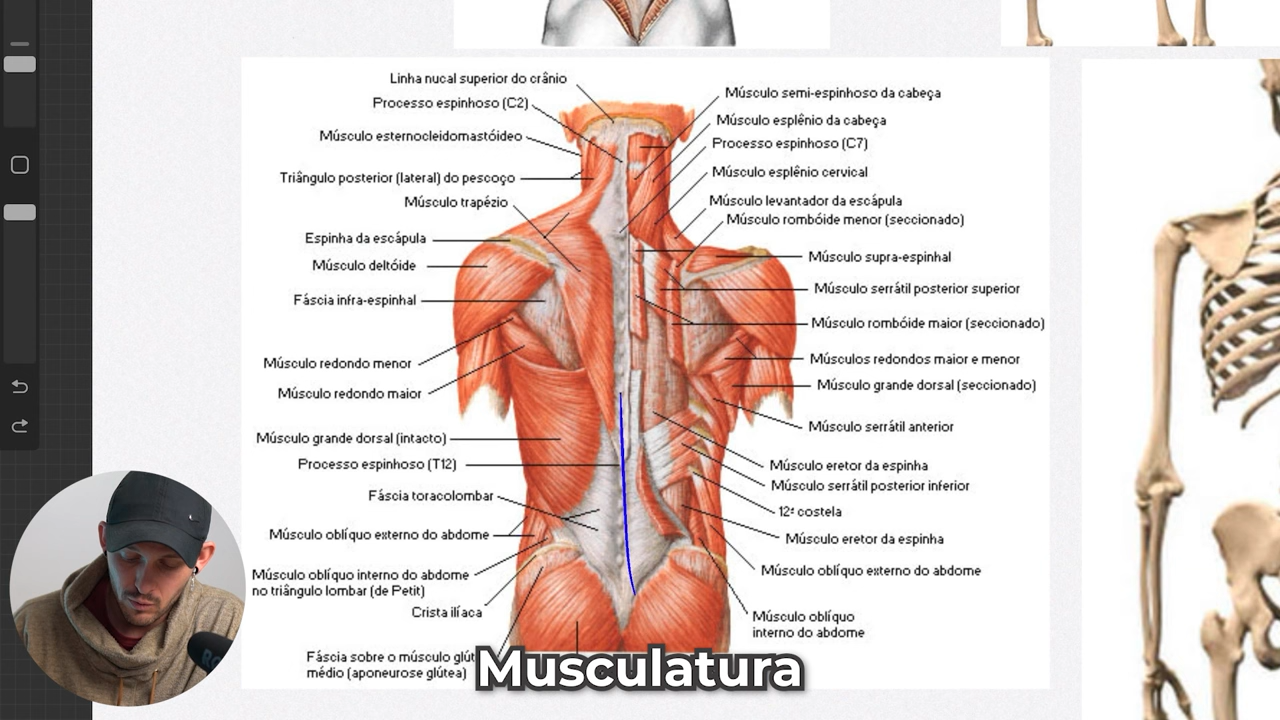 Linha nucal superior do crânio
Processo espinhoso (C2)
Músculo esternocleidomastóideo
Triângulo posterior (lateral) do pescoço
Músculo trapézio
Espinha da escápula
Músculo deltóide
Fáscia infra-espinhal
Músculo redondo menor
Músculo redondo maior
Músculo grande dorsal (intacto)
Processo espinhoso (T12)
Fáscia toracolombar
Músculo oblíquo externo do abdome
Músculo oblíquo interno do abdome
no triângulo lombar (de Petit)
Crista ilíaca
Fáscia sobre o músculo
médio (aponeurose glútea)
Músculo semi-espinhoso da cabeça
Músculo esplênio da cabeça
Processo espinhoso (C7)
Músculo esplênio cervical
Músculo levantador da escápula
Músculo rombóide menor (seccionado)
Músculo supra-espinhal
Músculo serrátil posterior superior
Músculo rombóide maior (seccionado)
Músculos redondos maior e menor
Músculo grande dorsal (seccionado)
Músculo serrátil anterior
Músculo eretor da espinha
Músculo serrátil posterior inferior
12ª costela
Músculo eretor da espinha
Músculo oblíquo externo do abdome
Músculo oblíquo
interno do abdome
Musculatura